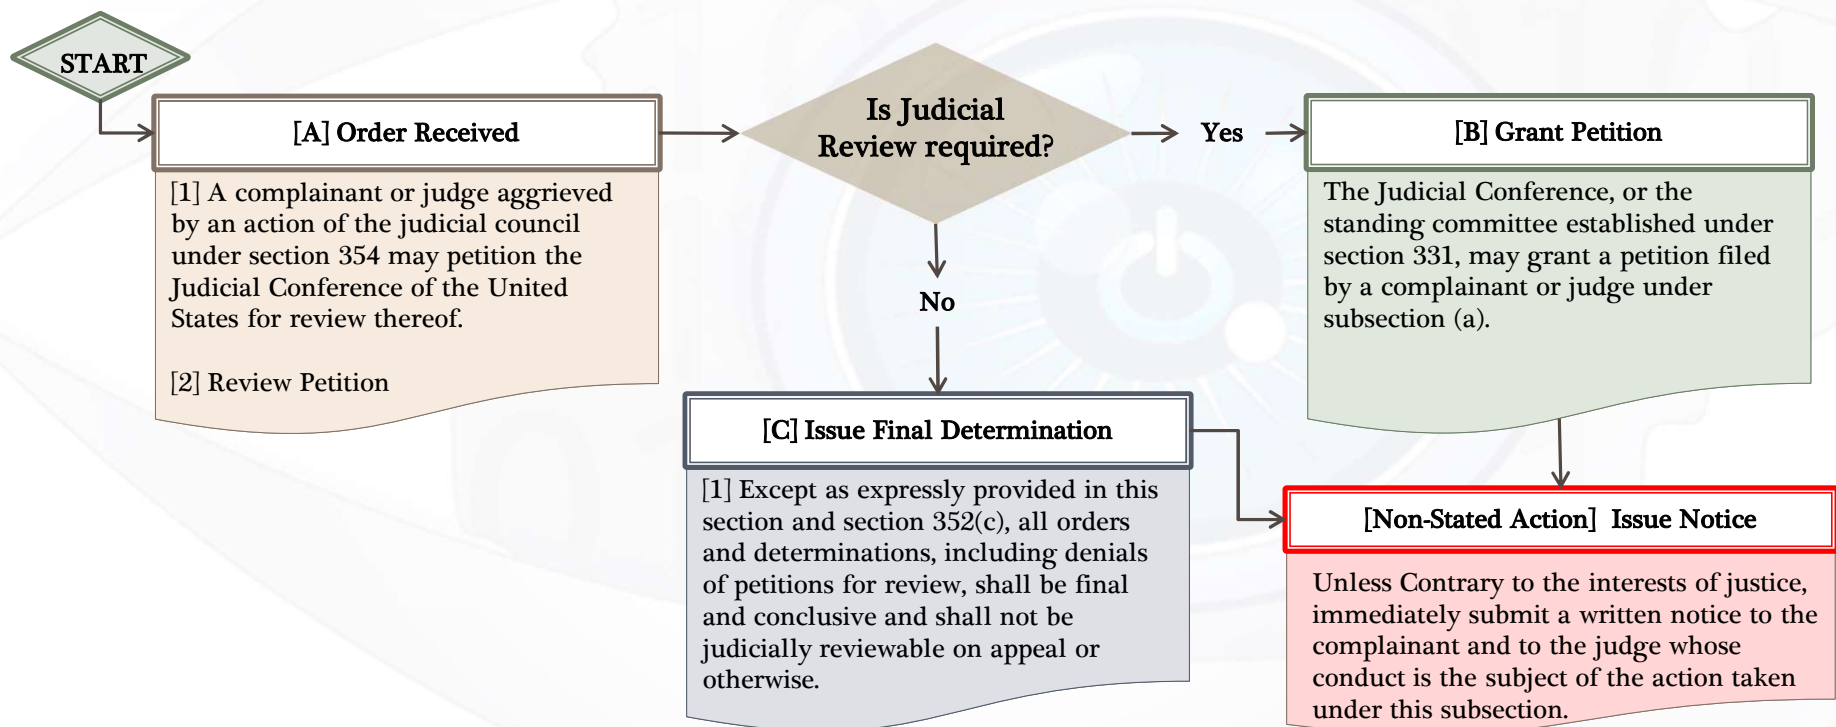 START
[A] Order Received
[1] A complainant or judge aggrieved
by an action of the judicial council
under section 354 may petition the
Judicial Conference of the United
States for review thereof.
[2] Review Petition
Is Judicial
Review required?
Yes
[B] Grant Petition
The Judicial Conference, or the
standing committee established under
section 331, may grant a petition filed
by a complainant or judge under
subsection (a).
No
[C] Issue Final Determination
[1] Except as expressly provided in this
section and section 352(c), all orders
and determinations, including denials
of petitions for review, shall be final
and conclusive and shall not be
judicially reviewable on appeal or
otherwise.
[Non-Stated Action] Issue Notice
Unless Contrary to the interests of justice,
immediately submit a written notice to the
complainant and to the judge whose
conduct is the subject of the action taken
under this subsection.